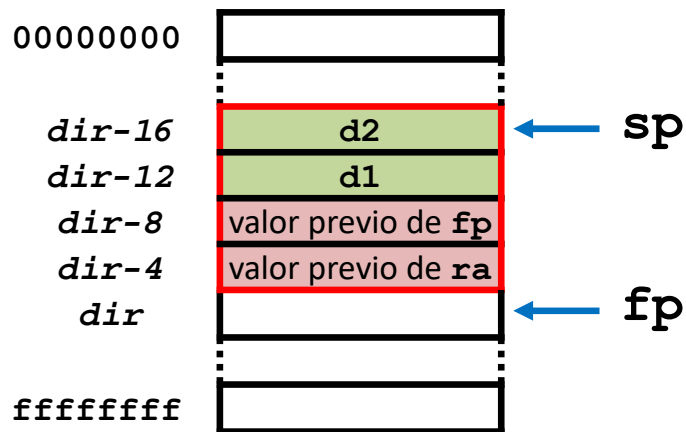 00000000
dir-16 d2 sp
dir-12 d1
dir-8 valor previo de fp
dir-4 valor previo de ra
dir fp
ffffffff